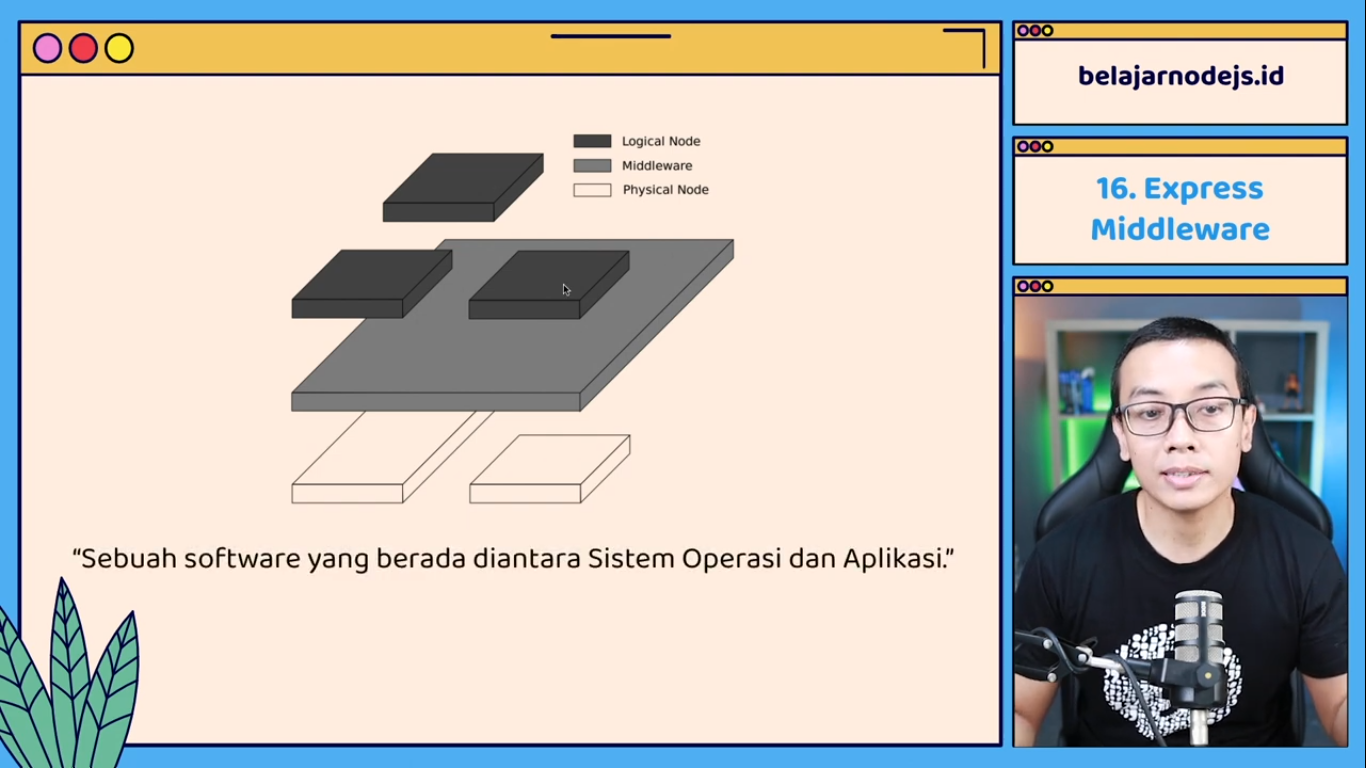 Logical Node
Middleware
Physical Node
“Sebuah software yang berada diantara Sistem Operasi dan Aplikasi.”
belajarnodejs.id
16. Express
Middleware